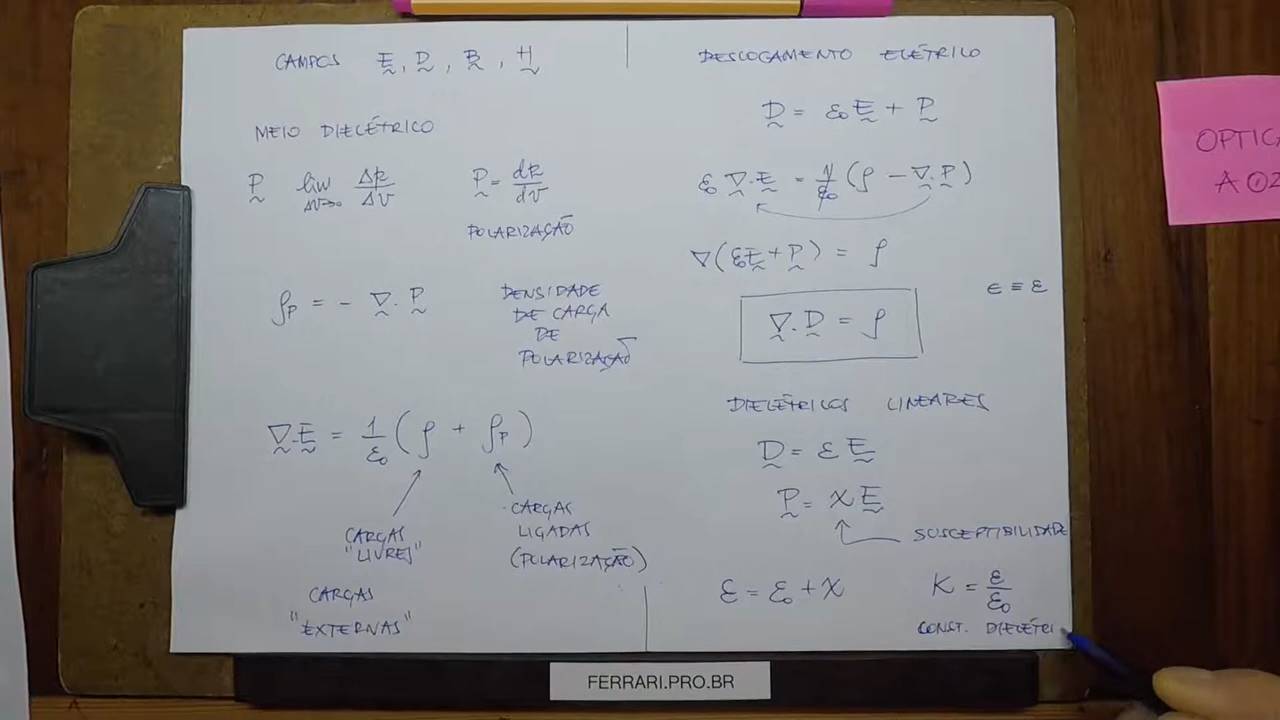 CAMPOS E, D, B, H
MEIO DIELÉTRICO
P lim ΔV→0 Δp/ΔV P = dp/dV
POLARIZAÇÃO
ρp = - ∇·P
DENSIDADE
DE CARGA
DE
POLARIZAÇÃO
∇·E = 1/ε₀ (ρ + ρp)
CARGAS
"LIVRES"
CARGAS
LIGADAS
(POLARIZAÇÃO)
CARGAS
"EXTERNAS"
DESLOCAMENTO ELÉTRICO
D = ε₀E + P
ε₀ ∇·E = 1/ε₀ (ρ - ∇·P)
∇(ε₀E + P) = ρ
∇·D = ρ
ϵ ≡ ε
DIELÉTRICOS LINEARES
D = εE
P = χE
SUSCEPTIBILIDADE
ε = ε₀ + χ
K = ε/ε₀
CONST. DIELÉTRI
OPTICA
A02
FERRARI.PRO.BR